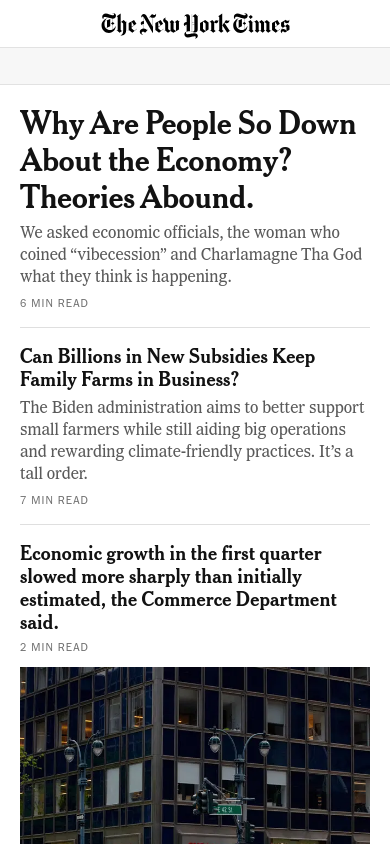 The New York Times
Why Are People So Down
About the Economy?
Theories Abound.
We asked economic officials, the woman who
coined “vibecession” and Charlamagne Tha God
what they think is happening.
6 MIN READ
Can Billions in New Subsidies Keep
Family Farms in Business?
The Biden administration aims to better support
small farmers while still aiding big operations
and rewarding climate-friendly practices. It’s a
tall order.
7 MIN READ
Economic growth in the first quarter
slowed more sharply than initially
estimated, the Commerce Department
said.
2 MIN READ